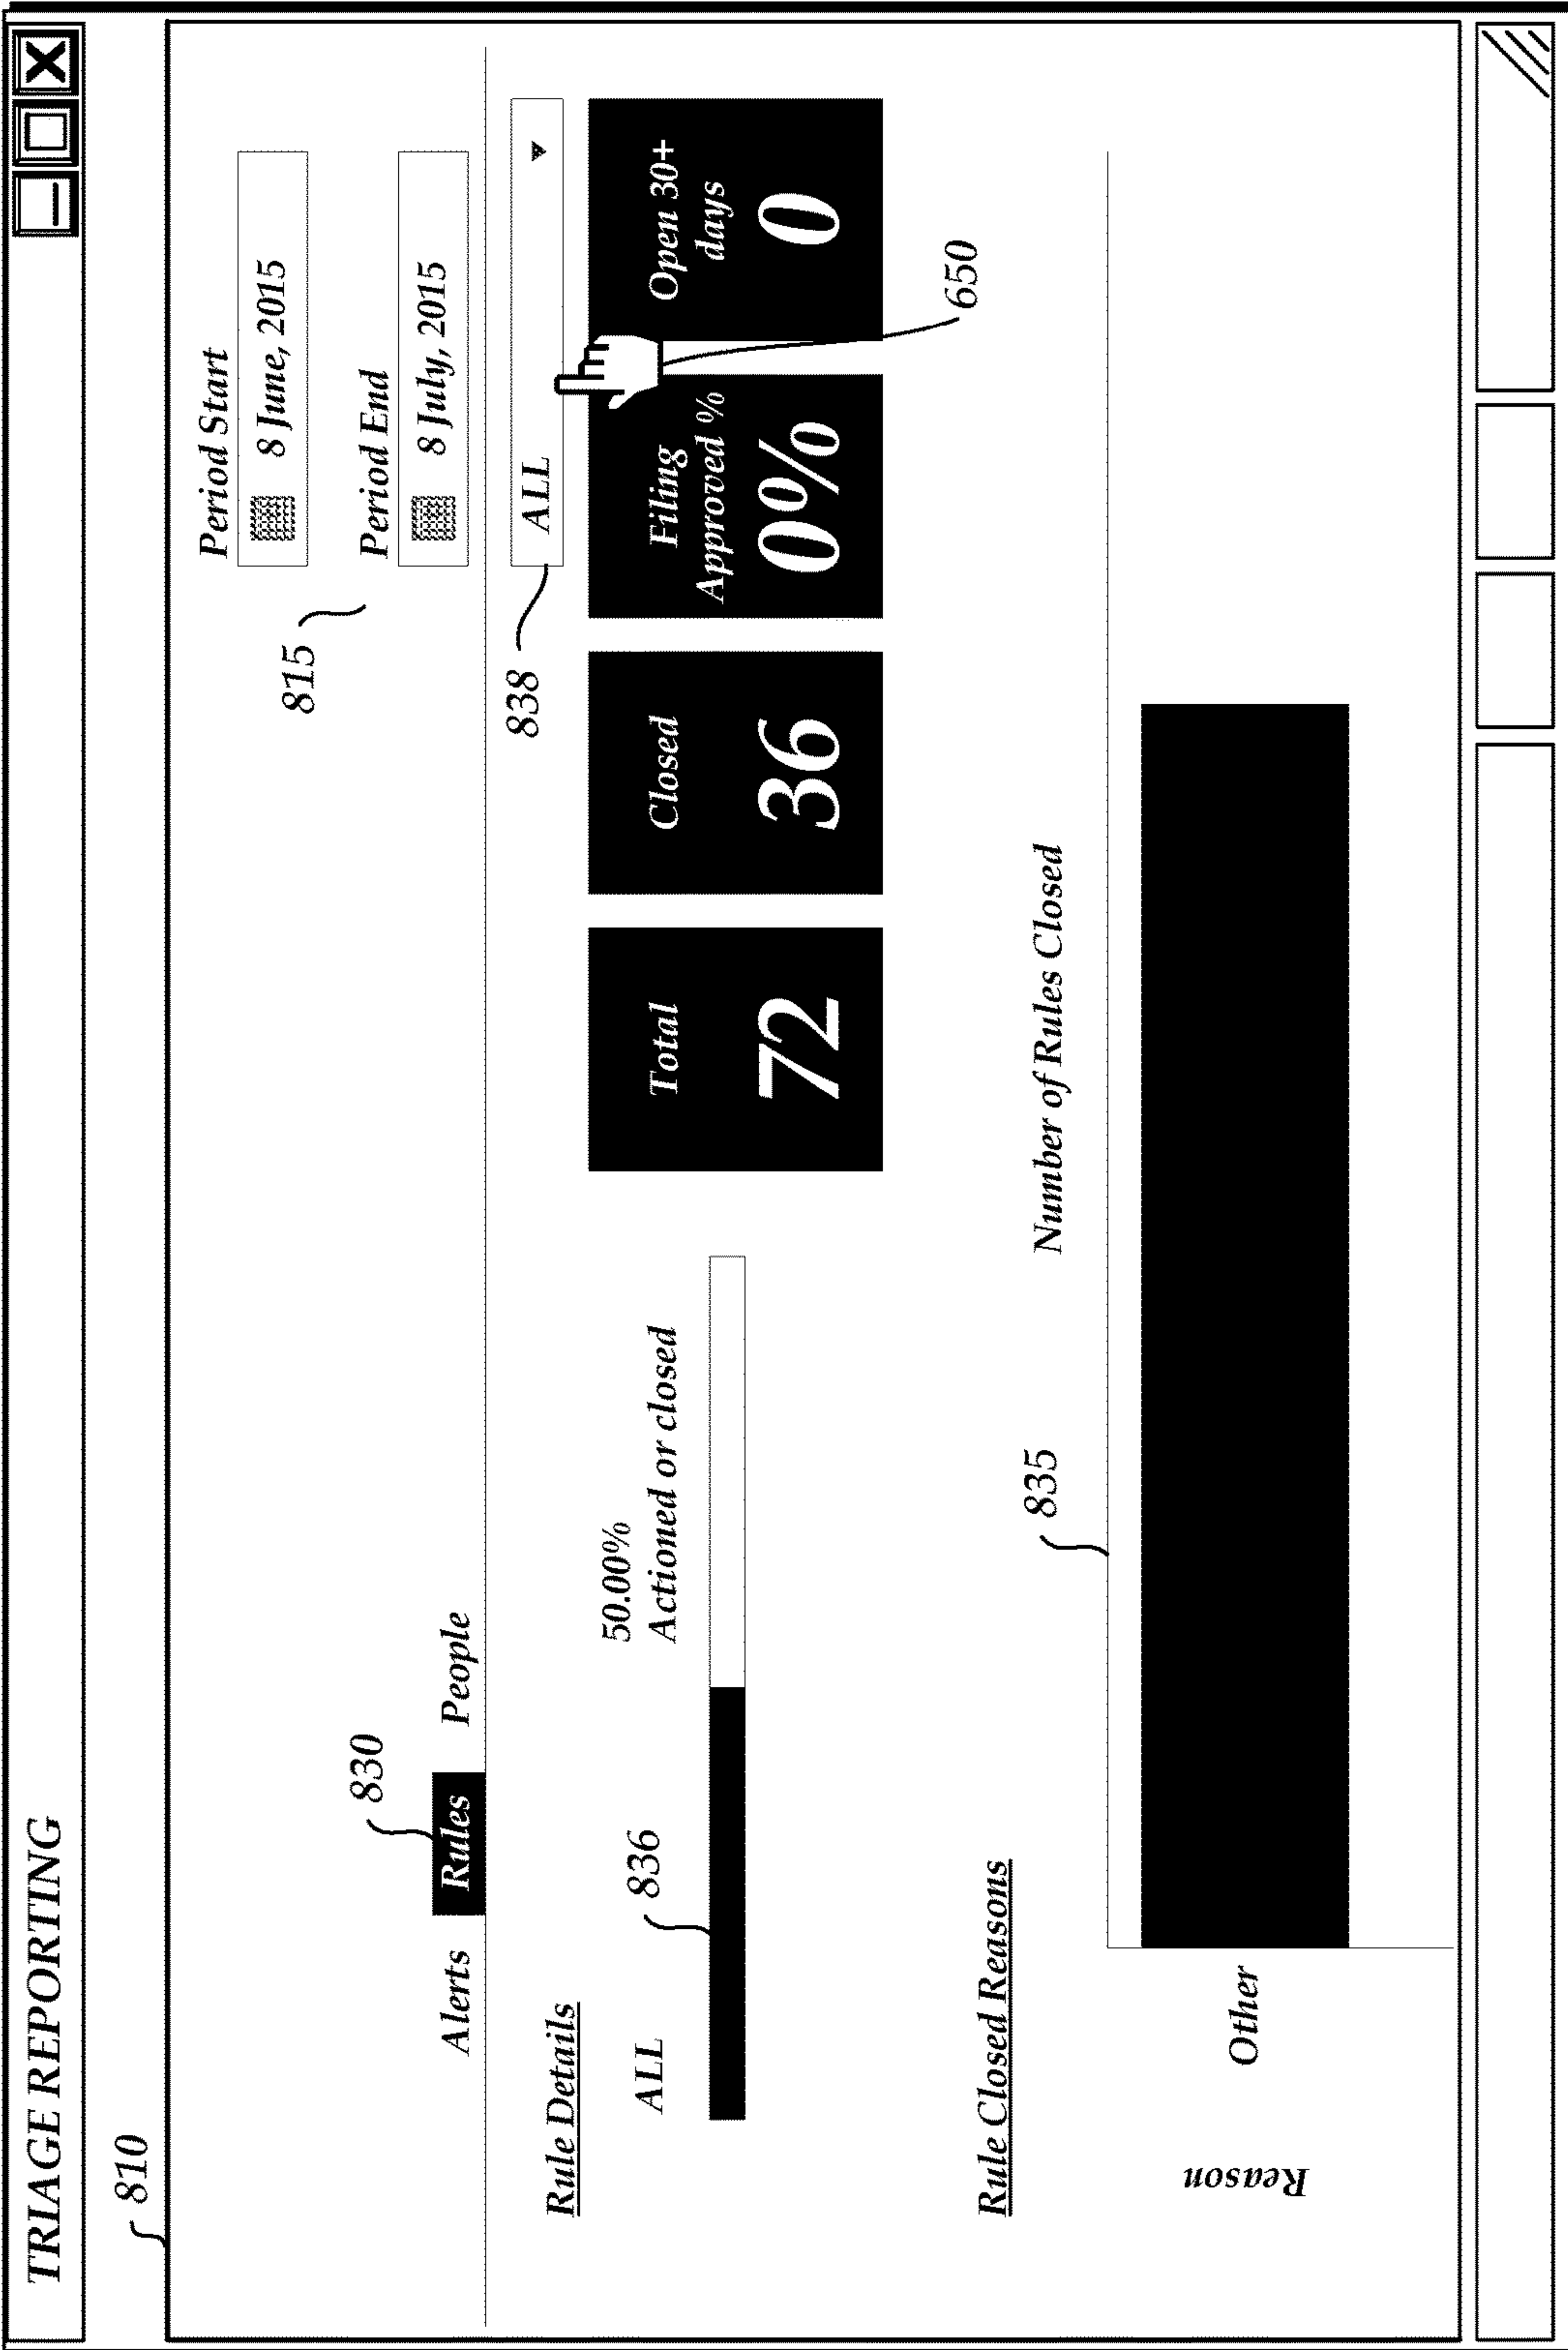 TRIAGE REPORTING
810
Period Start
8 June, 2015
815
Period End
8 July, 2015
830
Alerts Rules People
838
ALL
Rule Details
ALL
836
50.00%
Actioned or closed
Total
72
Closed
36
Filing
Approved %
0%
Open 30+
days
0
650
Rule Closed Reasons
835
Number of Rules Closed
Reason
Other